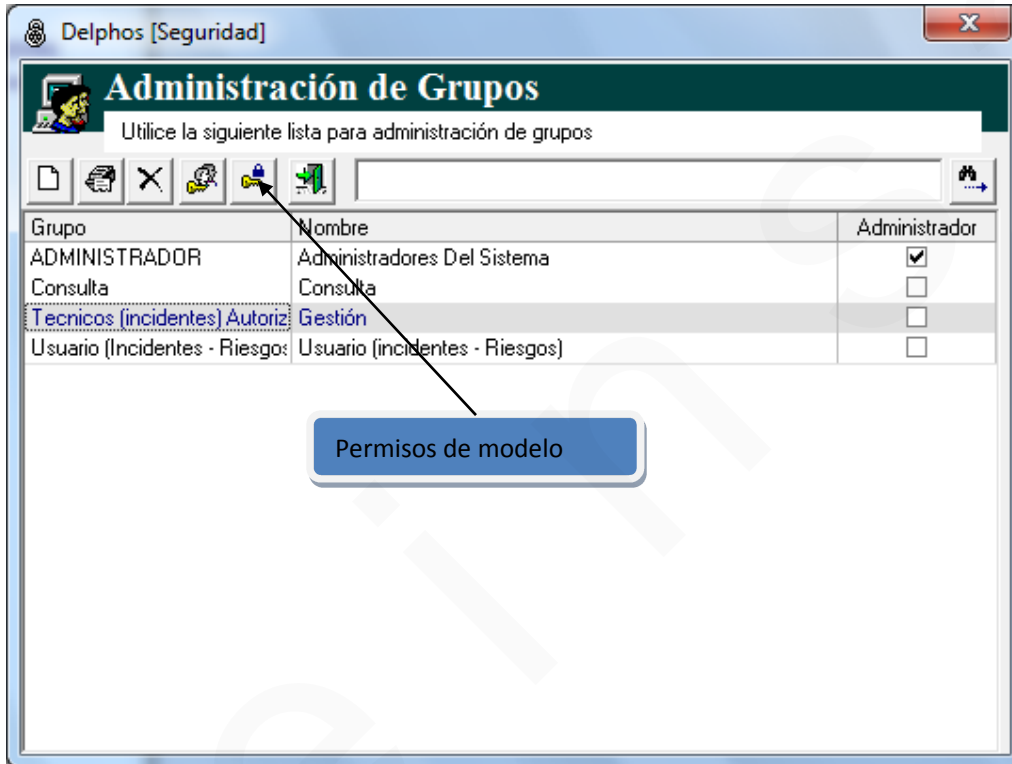 Delphos [Seguridad]
Administración de Grupos
Utilice la siguiente lista para administración de grupos
Grupo Nombre Administrador
ADMINISTRADOR Administradores Del Sistema
Consulta Consulta
Tecnicos (incidentes) Autoriz Gestión
Usuario (Incidentes - Riesgos Usuario (incidentes - Riesgos)
Permisos de modelo